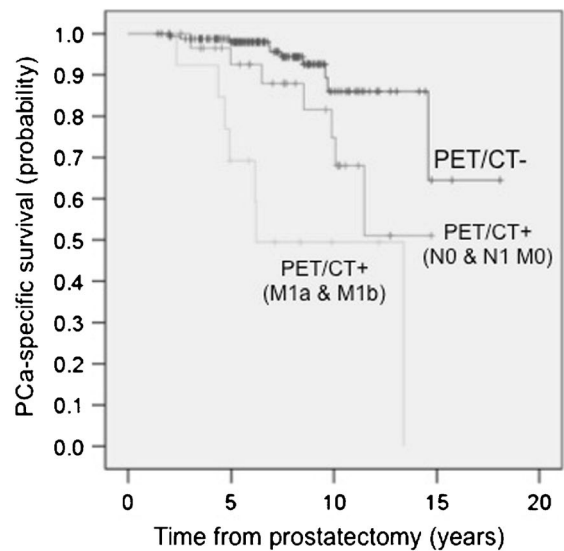 PCa-specific survival (probability)
1.0
0.9
0.8
0.7
0.6
0.5
0.4
0.3
0.2
0.1
0.0
PET/CT-
PET/CT+
(N0 & N1 M0)
PET/CT+
(M1a & M1b)
0 5 10 15 20
Time from prostatectomy (years)